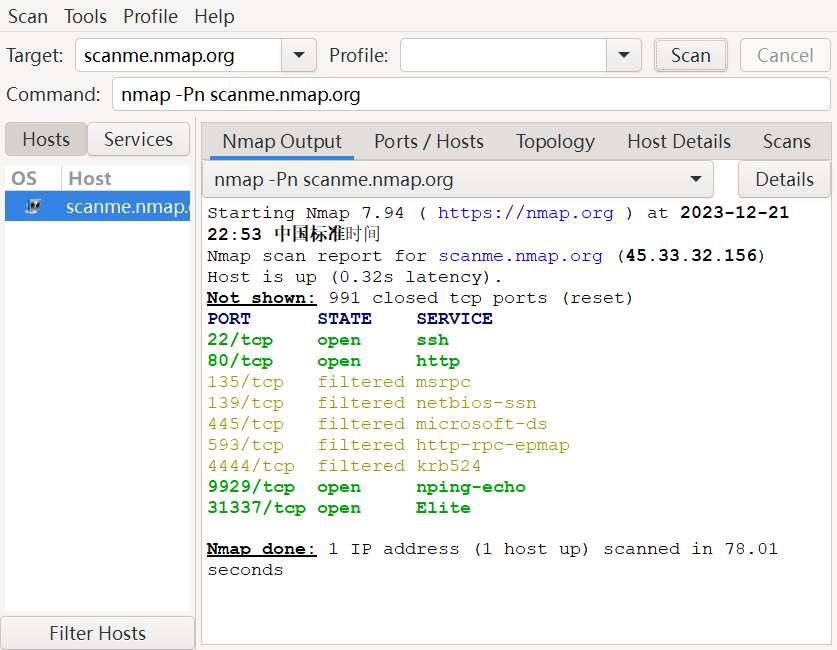 Scan Tools Profile Help
Target: scanme.nmap.org Profile: Scan Cancel
Command: nmap -Pn scanme.nmap.org
Hosts Services Nmap Output Ports / Hosts Topology Host Details Scans
OS Host
scanme.nmap.
nmap -Pn scanme.nmap.org Details
Starting Nmap 7.94 ( https://nmap.org ) at 2023-12-21
22:53 中国标准时间
Nmap scan report for scanme.nmap.org (45.33.32.156)
Host is up (0.32s latency).
Not shown: 991 closed tcp ports (reset)
PORT STATE SERVICE
22/tcp open ssh
80/tcp open http
135/tcp filtered msrpc
139/tcp filtered netbios-ssn
445/tcp filtered microsoft-ds
593/tcp filtered http-rpc-epmap
4444/tcp filtered krb524
9929/tcp open nping-echo
31337/tcp open Elite
Nmap done: 1 IP address (1 host up) scanned in 78.01
seconds
Filter Hosts